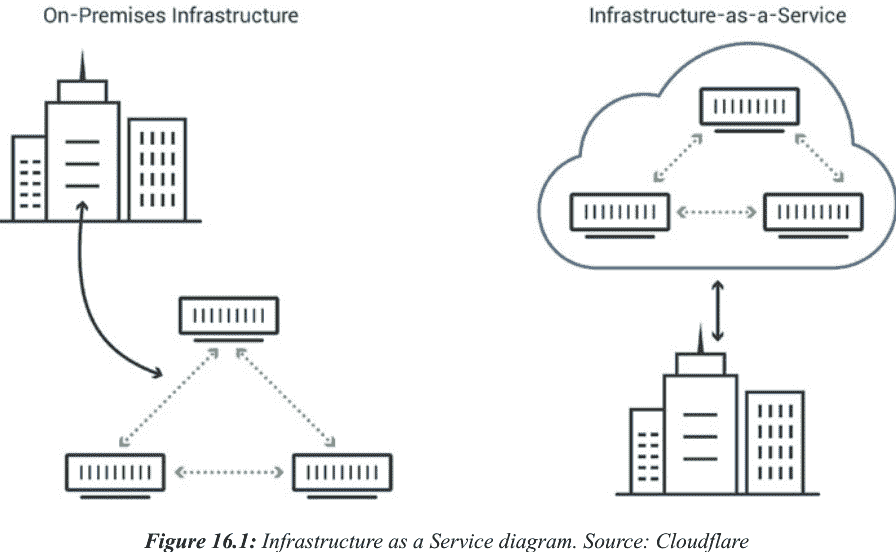 On-Premises Infrastructure
Infrastructure-as-a-Service
Figure 16.1: Infrastructure as a Service diagram. Source: Cloudflare